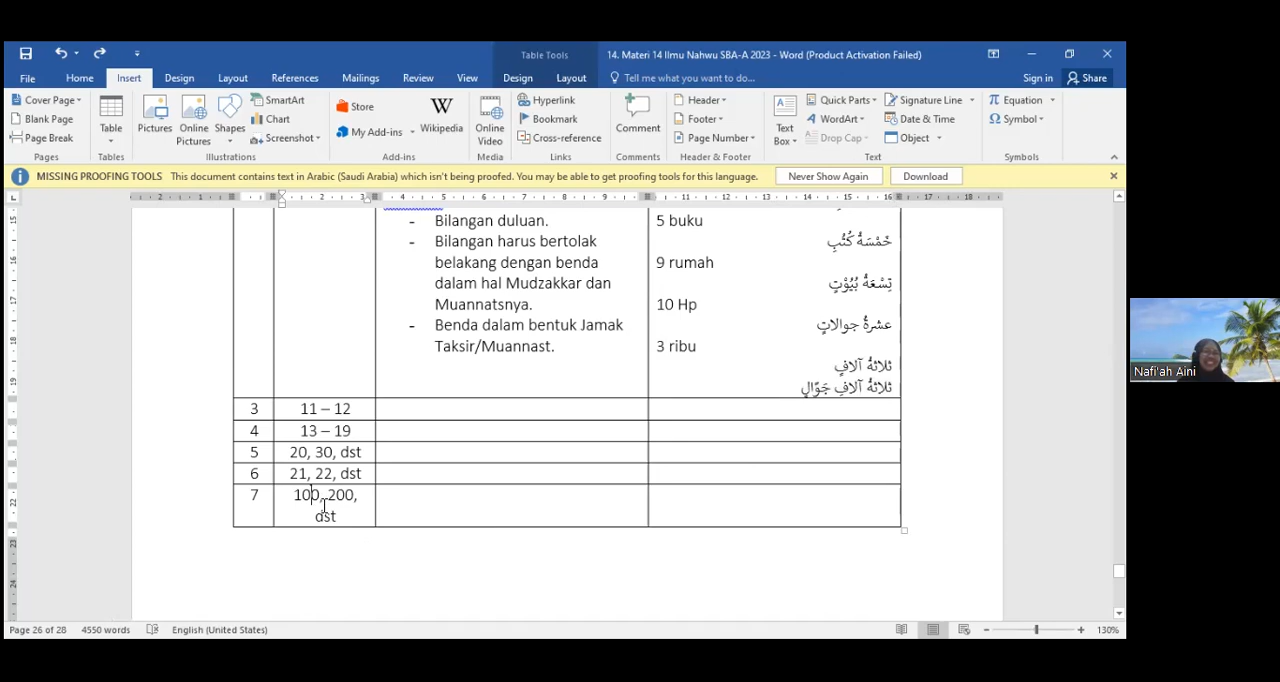 Table Tools
14. Materi 14 Ilmu Nahwu SBA-A 2023 - Word (Product Activation Failed)
File Home Insert Design Layout References Mailings Review View Design Layout Tell me what you want to do... Sign in Share
Cover Page
Blank Page
Page Break
Pages
Table
Tables
Pictures
Online Pictures
Shapes
SmartArt
Chart
Screenshot
Illustrations
Store
My Add-ins
Wikipedia
Add-ins
Online Video
Media
Hyperlink
Bookmark
Cross-reference
Links
Comment
Comments
Header
Footer
Page Number
Header & Footer
Text Box
Quick Parts
WordArt
Drop Cap
Signature Line
Date & Time
Object
Text
Equation
Symbol
Symbols
MISSING PROOFING TOOLS This document contains text in Arabic (Saudi Arabia) which isn't being proofed. You may be able to get proofing tools for this language. Never Show Again Download
- Bilangan duluan.
- Bilangan harus bertolak
belakang dengan benda
dalam hal Mudzakkar dan
Muannatsnya.
- Benda dalam bentuk Jamak
Taksir/Muannast.
5 buku
خَمْسَةُ كُتُبٍ
9 rumah
تِسْعَةُ بُيُوْتٍ
10 Hp
عشرةُ جوالاتٍ
3 ribu
ثلاثةُ آلافٍ
ثلاثةُ آلافِ جَوَّالٍ
3 11 – 12
4 13 – 19
5 20, 30, dst
6 21, 22, dst
7 100, 200,
dst
Page 26 of 28 4550 words English (United States) 130%
Nafi'ah Aini